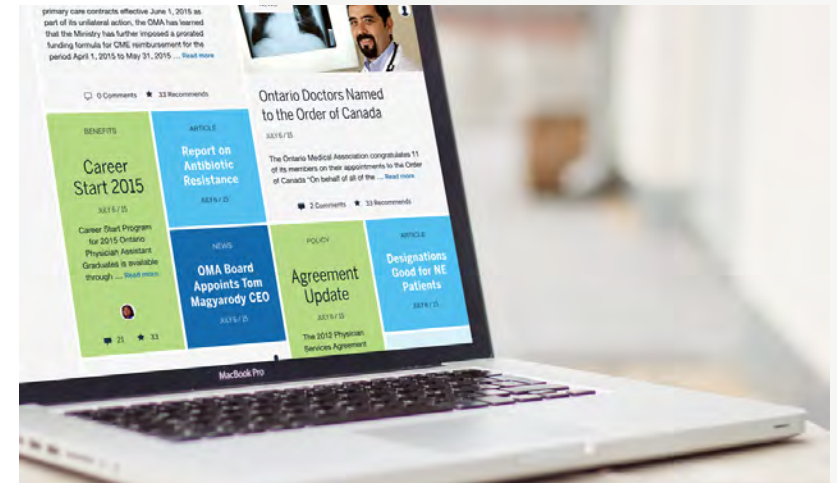 NEWS
primary care contracts effective June 1, 2015 as
part of its unilateral action, the OMA has learned
that the Ministry has further imposed a prorated
funding formula for CME reimbursement for the
period April 1, 2015 to May 31, 2015 ... Read more
0 Comments ★ 33 Recommends
Ontario Doctors Named
to the Order of Canada
JULY 6 / 15
The Ontario Medical Association congratulates 11
of its members on their appointments to the Order
of Canada "On behalf of all of the ... Read more
2 Comments ★ 33 Recommends
BENEFITS
Career
Start 2015
JULY 6 / 15
Career Start Program
for 2015 Ontario
Physician Assistant
Graduates is available
through ... Read more
21 ★ 33
ARTICLE
Report on
Antibiotic
Resistance
JULY 6 / 15
NEWS
OMA Board
Appoints Tom
Magyarody CEO
JULY 6 / 15
POLICY
Agreement
Update
JULY 6 / 15
The 2012 Physician
Services Agreement
ARTICLE
Designations
Good for NE
Patients
JULY 6 / 15
MacBook Pro